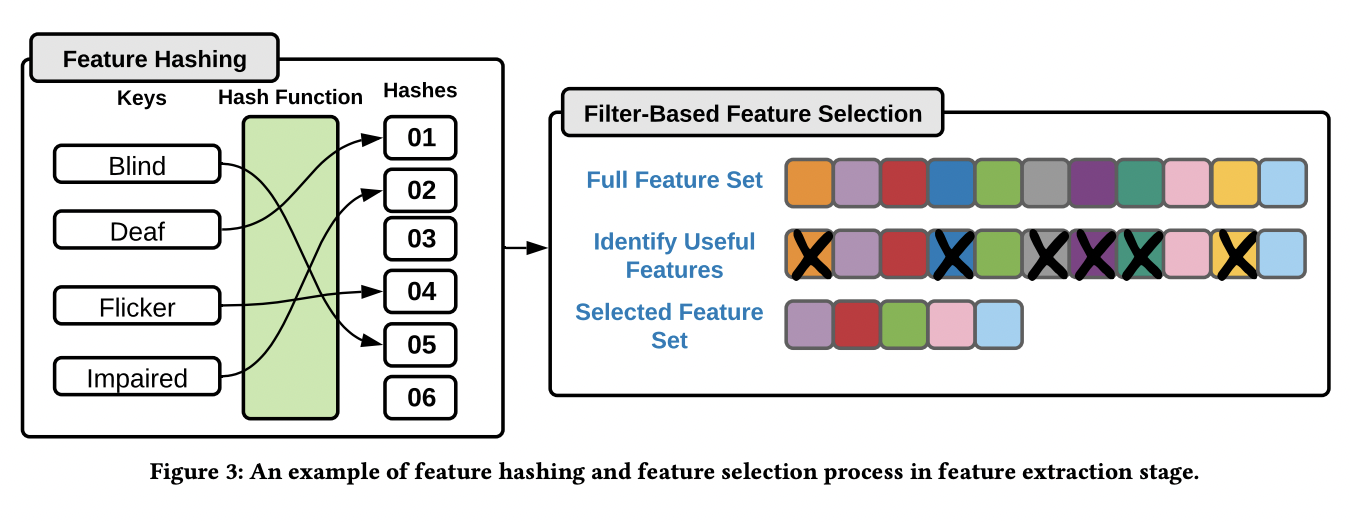 Feature Hashing
Keys
Hash Function
Hashes
Blind
Deaf
Flicker
Impaired
01
02
03
04
05
06
Filter-Based Feature Selection
Full Feature Set
Identify Useful
Features
Selected Feature
Set
Figure 3: An example of feature hashing and feature selection process in feature extraction stage.